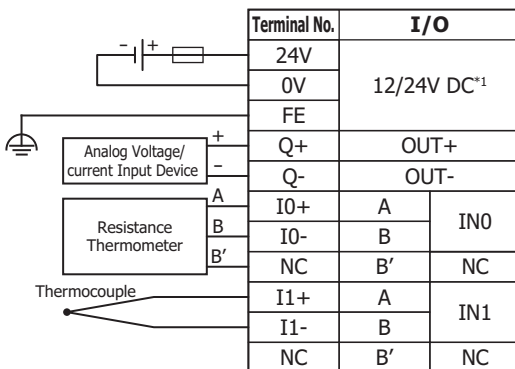 Terminal No. I/O
– + 24V 12/24V DC*1
0V
FE
Analog Voltage/
current Input Device
+ Q+ OUT+
– Q- OUT-
Resistance
Thermometer
A I0+ A IN0
B I0- B
B′ NC B′ NC
Thermocouple
I1+ A IN1
I1- B
NC B′ NC